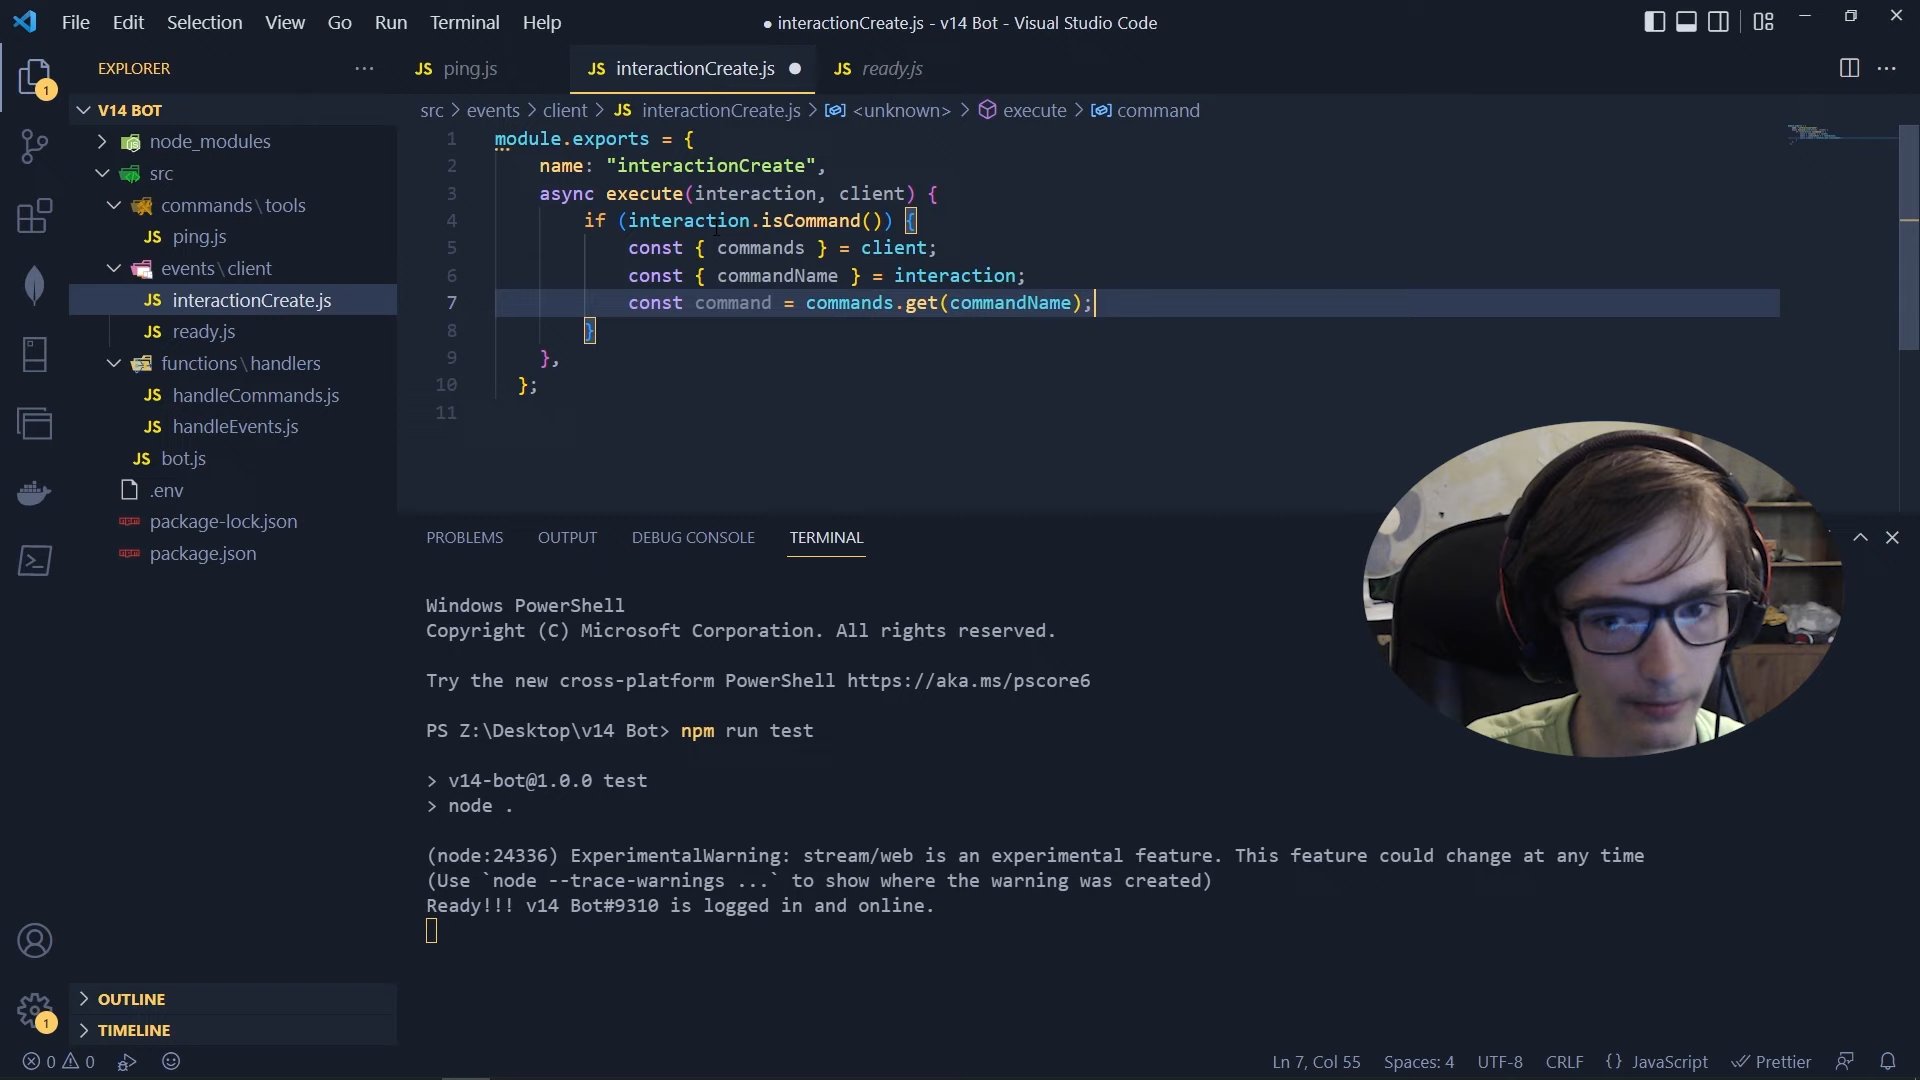 File Edit Selection View Go Run Terminal Help
● interactionCreate.js - v14 Bot - Visual Studio Code
EXPLORER
ping.js
interactionCreate.js
ready.js
src > events > client > JS interactionCreate.js > <unknown> > execute > command
1
V14 BOT
node_modules
src
commands\tools
JS ping.js
events\client
JS interactionCreate.js
JS ready.js
functions\handlers
JS handleCommands.js
JS handleEvents.js
JS bot.js
.env
package-lock.json
package.json
OUTLINE
TIMELINE
1
1 module.exports = {
2 name: "interactionCreate",
3 async execute(interaction, client) {
4 if (interaction.isCommand()) {
5 const { commands } = client;
6 const { commandName } = interaction;
7 const command = commands.get(commandName);
8 }
9 },
10 };
11
PROBLEMS OUTPUT DEBUG CONSOLE TERMINAL
Windows PowerShell
Copyright (C) Microsoft Corporation. All rights reserved.
Try the new cross-platform PowerShell https://aka.ms/pscore6
PS Z:\Desktop\v14 Bot> npm run test
> v14-bot@1.0.0 test
> node .
(node:24336) ExperimentalWarning: stream/web is an experimental feature. This feature could change at any time
(Use `node --trace-warnings ...` to show where the warning was created)
Ready!!! v14 Bot#9310 is logged in and online.
0 0
Ln 7, Col 55 Spaces: 4 UTF-8 CRLF {} JavaScript Prettier